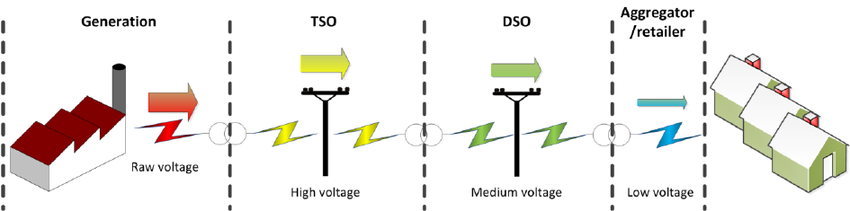 Generation
TSO
DSO
Aggregator
/retailer
Raw voltage
High voltage
Medium voltage
Low voltage